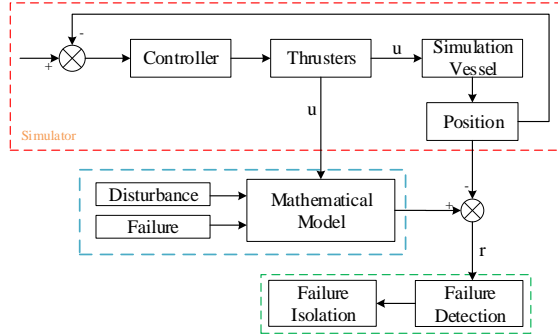 -
+
Controller
Thrusters
u
Simulation
Vessel
u
Position
Simulator
Disturbance
Failure
Mathematical
Model
-
+
r
Failure
Isolation
Failure
Detection